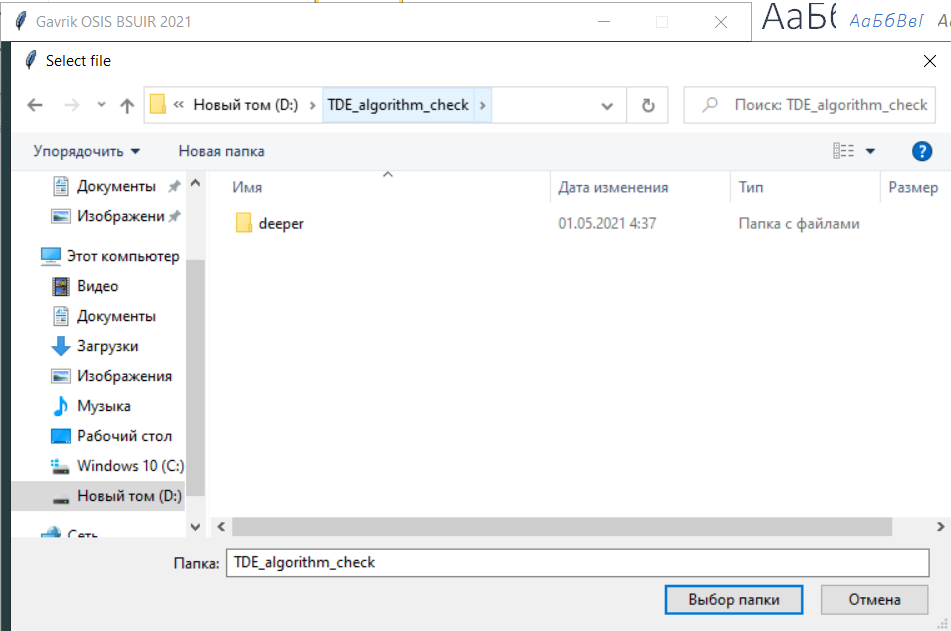 Gavrik OSIS BSUIR 2021
АаБб АаБбВвГ
Select file
« Новый том (D:) › TDE_algorithm_check ›
Поиск: TDE_algorithm_check
Упорядочить Новая папка
Имя Дата изменения Тип Размер
deeper 01.05.2021 4:37 Папка с файлами
Документы
Изображени
Этот компьютер
Видео
Документы
Загрузки
Изображения
Музыка
Рабочий стол
Windows 10 (C:)
Новый том (D:)
Сеть
Папка: TDE_algorithm_check
Выбор папки Отмена